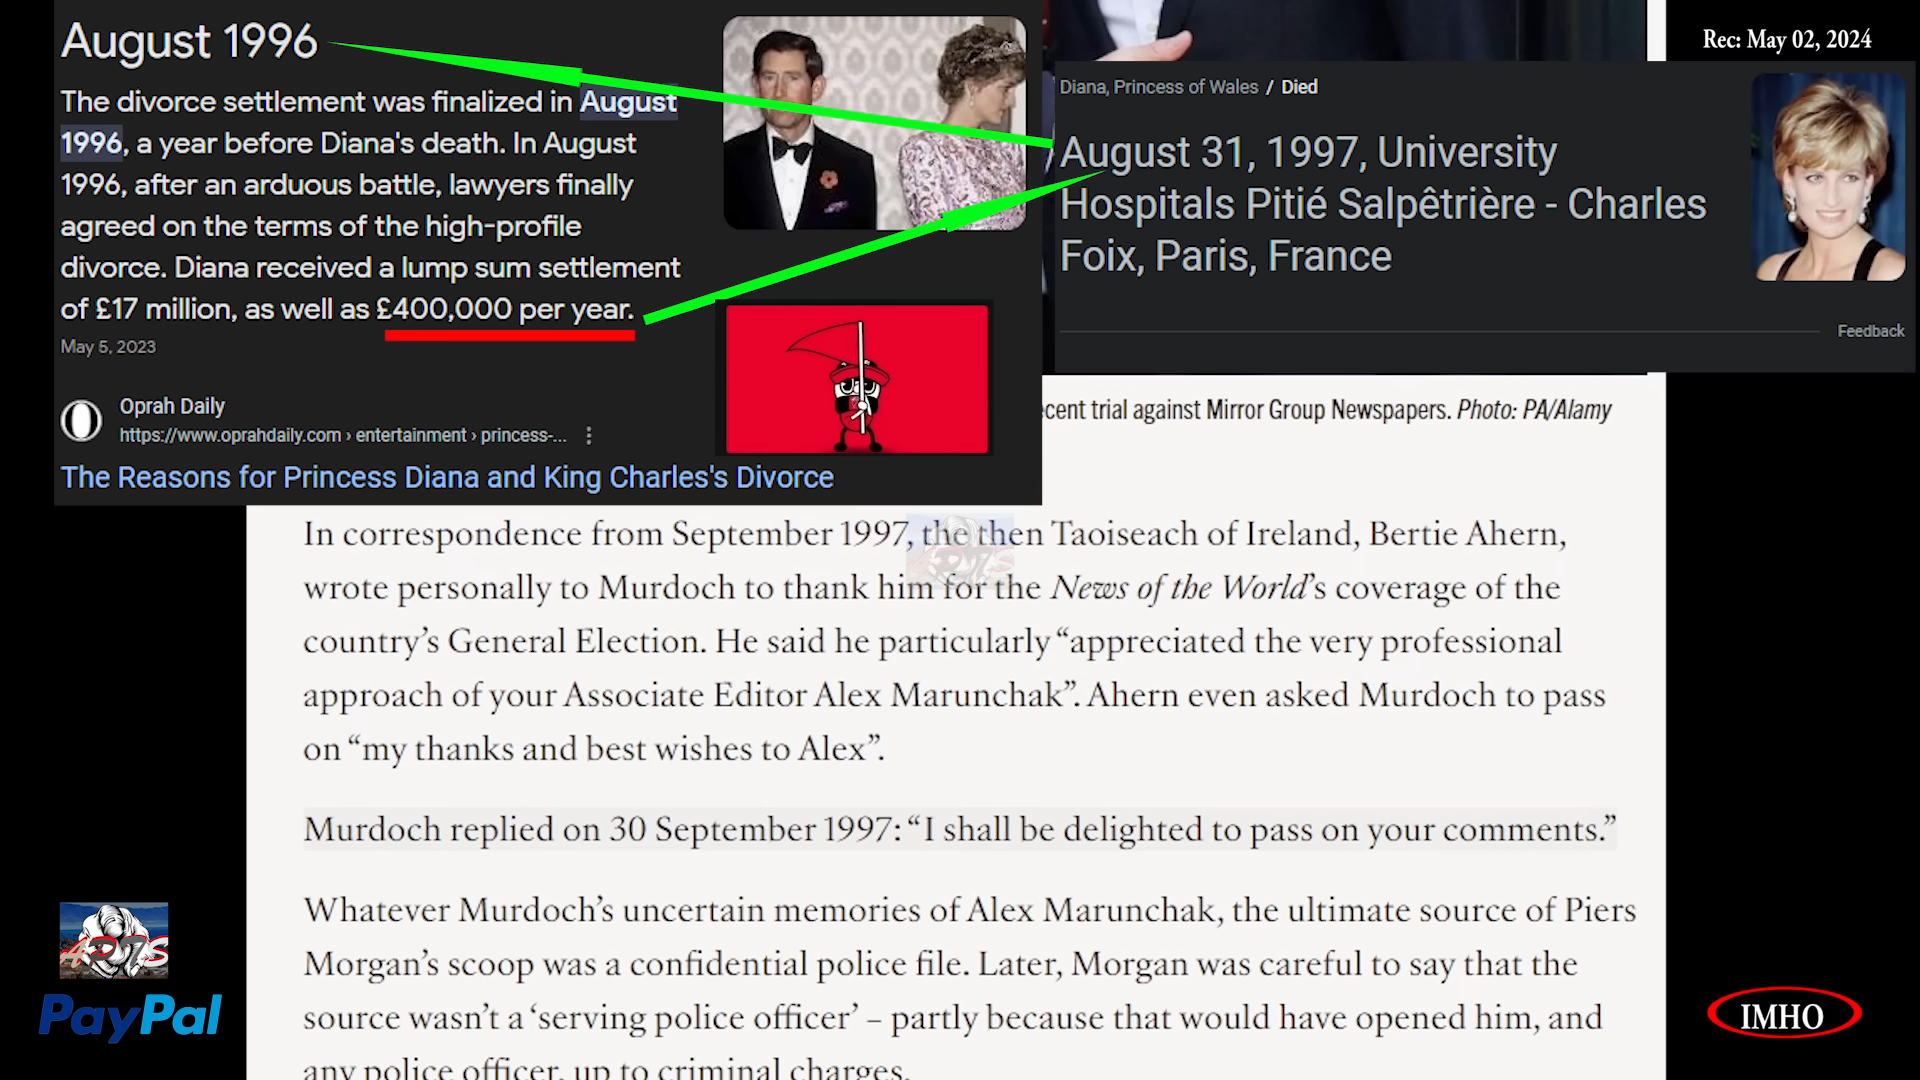 August 1996
The divorce settlement was finalized in August
1996, a year before Diana's death. In August
1996, after an arduous battle, lawyers finally
agreed on the terms of the high-profile
divorce. Diana received a lump sum settlement
of £17 million, as well as £400,000 per year.
May 5, 2023
Oprah Daily
https://www.oprahdaily.com › entertainment › princess-...
The Reasons for Princess Diana and King Charles's Divorce
Rec: May 02, 2024
Diana, Princess of Wales / Died
August 31, 1997, University
Hospitals Pitié Salpêtrière - Charles
Foix, Paris, France
Feedback
trial against Mirror Group Newspapers. Photo: PA/Alamy
In correspondence from September 1997, the then Taoiseach of Ireland, Bertie Ahern,
wrote personally to Murdoch to thank him for the News of the World’s coverage of the
country’s General Election. He said he particularly “appreciated the very professional
approach of your Associate Editor Alex Marunchak”. Ahern even asked Murdoch to pass
on “my thanks and best wishes to Alex”.
Murdoch replied on 30 September 1997: “I shall be delighted to pass on your comments.”
Whatever Murdoch’s uncertain memories of Alex Marunchak, the ultimate source of Piers
Morgan’s scoop was a confidential police file. Later, Morgan was careful to say that the
source wasn’t a ‘serving police officer’ – partly because that would have opened him, and
any police officer, up to criminal charges.
PayPal
IMHO